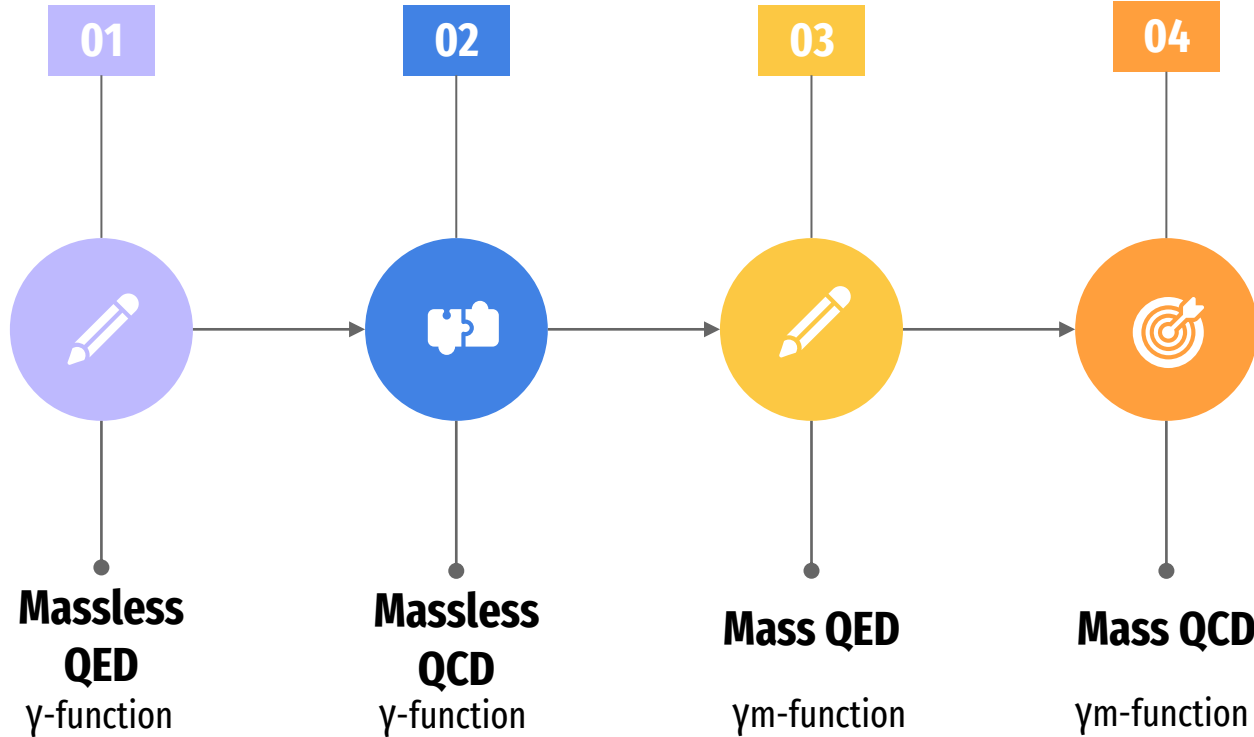 01
02
03
04
Massless
QED
γ-function
Massless
QCD
γ-function
Mass QED
γm-function
Mass QCD
γm-function